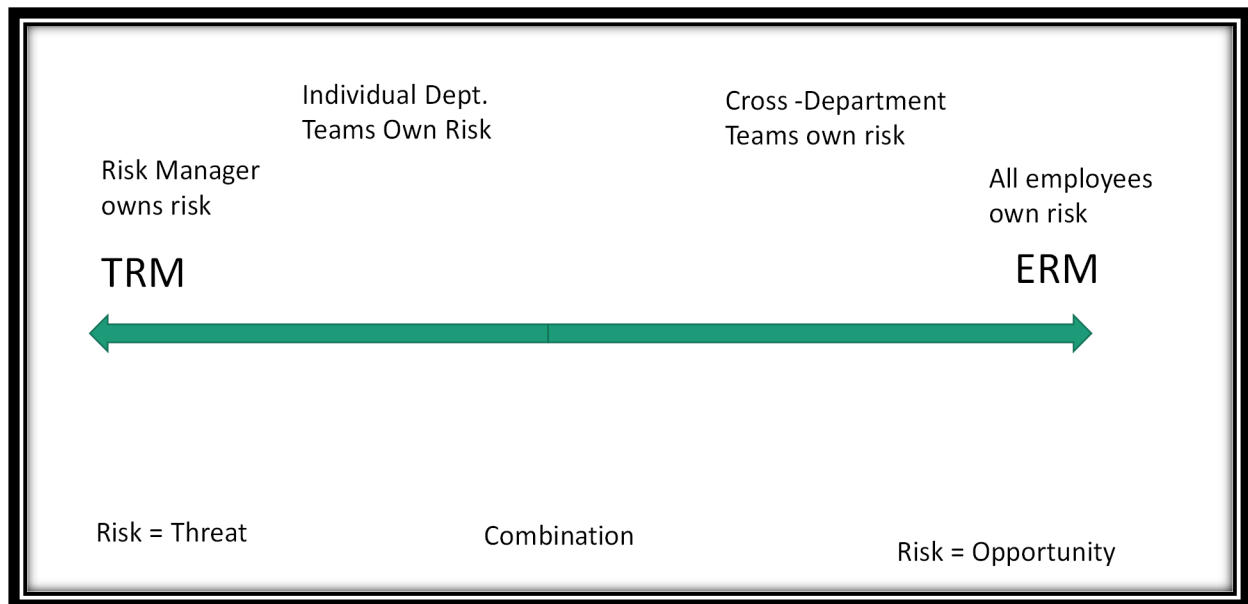 Individual Dept.
Teams Own Risk
Cross -Department
Teams own risk
Risk Manager
owns risk
All employees
own risk
TRM
ERM
Risk = Threat
Combination
Risk = Opportunity